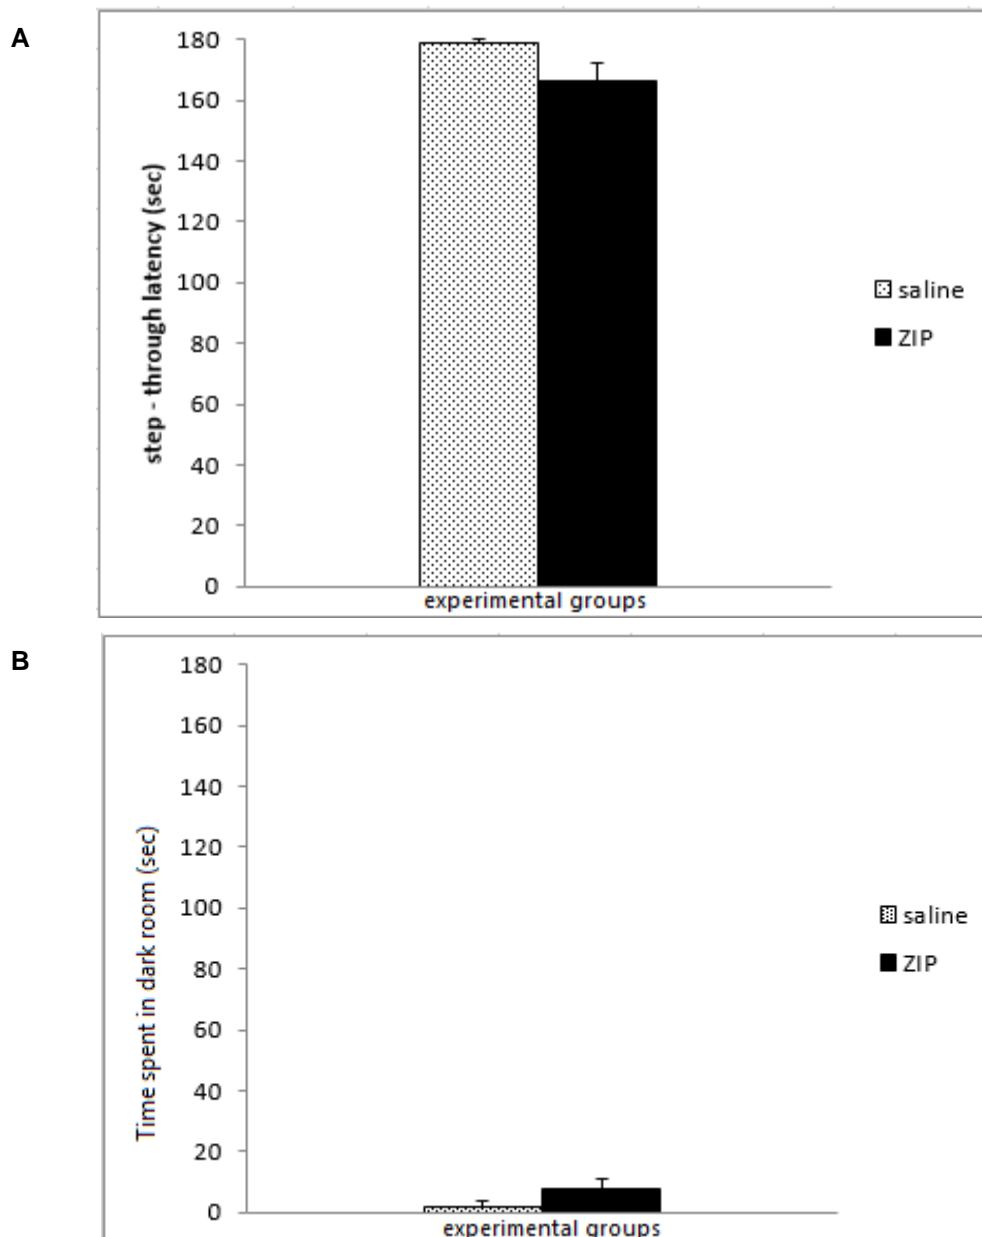 A
180
160
140
120
100
80
60
40
20
0
step - through latency (sec)
experimental groups
saline
ZIP
B
180
160
140
120
100
80
60
40
20
0
Time spent in dark room (sec)
experimental groups
saline
ZIP